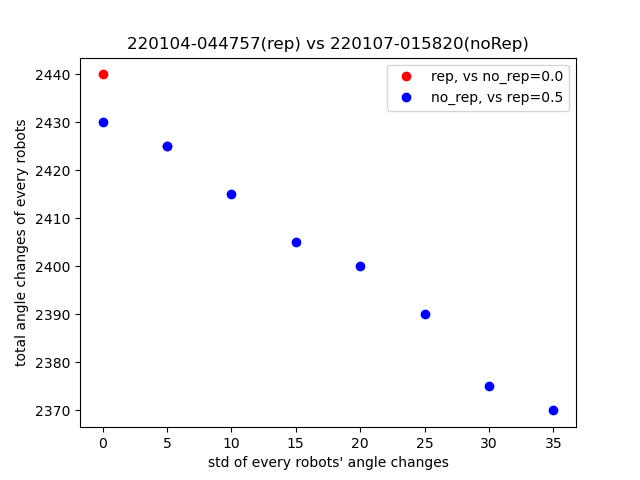 220104-044757(rep) vs 220107-015820(noRep)
rep, vs no_rep=0.0
no_rep, vs rep=0.5
total angle changes of every robots
2440
2430
2420
2410
2400
2390
2380
2370
0 5 10 15 20 25 30 35
std of every robots' angle changes